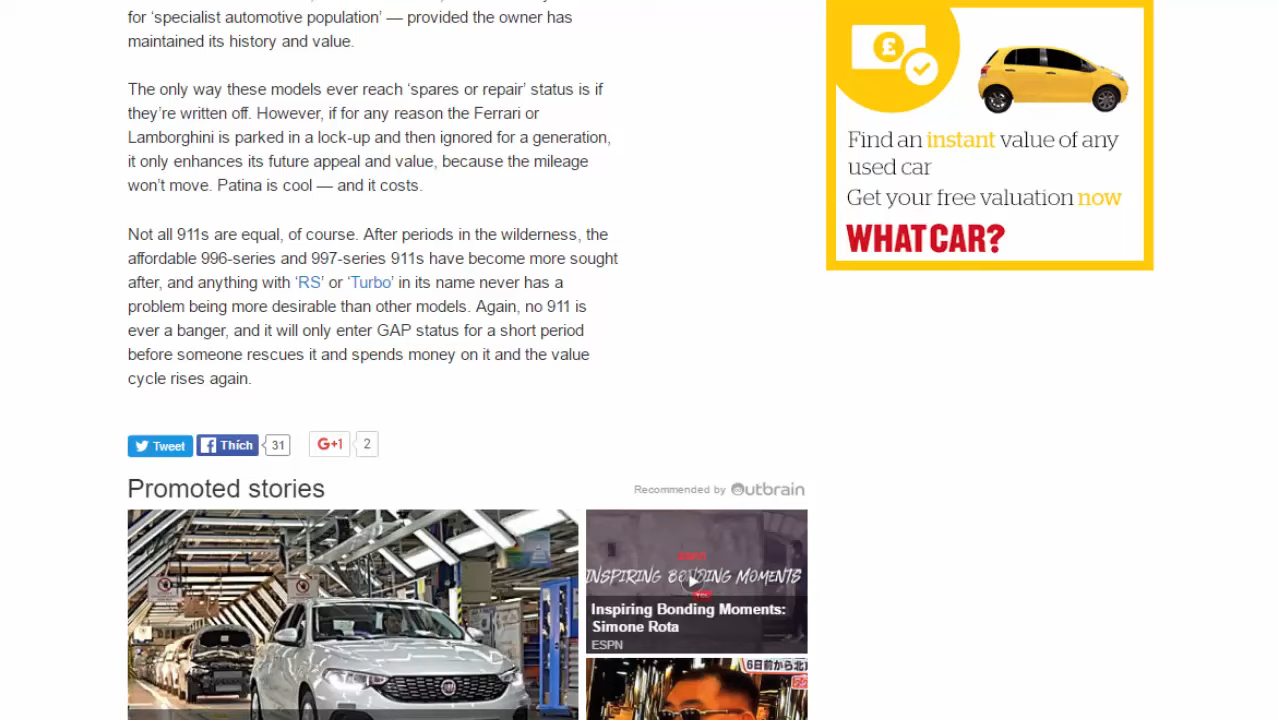 for ‘specialist automotive population’ — provided the owner has
maintained its history and value.
The only way these models ever reach ‘spares or repair’ status is if
they’re written off. However, if for any reason the Ferrari or
Lamborghini is parked in a lock-up and then ignored for a generation,
it only enhances its future appeal and value, because the mileage
won’t move. Patina is cool — and it costs.
Not all 911s are equal, of course. After periods in the wilderness, the
affordable 996-series and 997-series 911s have become more sought
after, and anything with ‘RS’ or ‘Turbo’ in its name never has a
problem being more desirable than other models. Again, no 911 is
ever a banger, and it will only enter GAP status for a short period
before someone rescues it and spends money on it and the value
cycle rises again.
Tweet
Thích
31
G+1
2
Promoted stories
Recommended by Outbrain
INSPIRING BONDING MOMENTS
Inspiring Bonding Moments:
Simone Rota
ESPN
6日前から北
£
Find an instant value of any
used car
Get your free valuation now
WHAT CAR?